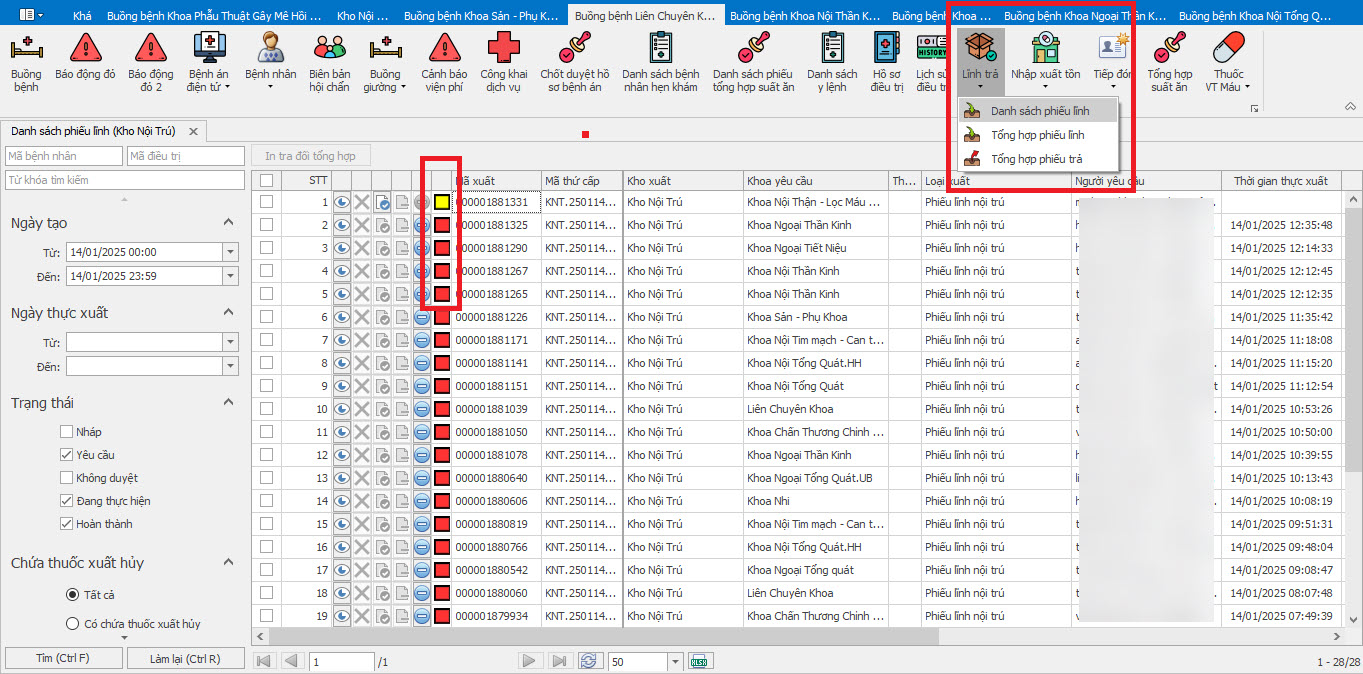 Khá Buồng bệnh Khoa Phẫu Thuật Gây Mê Hồi ... Kho Nội ... Buồng bệnh Khoa Sản - Phụ K... Buồng bệnh Liên Chuyên K... Buồng bệnh Khoa Nội Thần K... Buồng bệnh Khoa ... Buồng bệnh Khoa Ngoại Thần K... Buồng bệnh Khoa Nội Tổng Q...
Buồng bệnh
Báo động đỏ
Báo động đỏ 2
Bệnh án điện tử
Bệnh nhân
Biên bản hội chẩn
Buồng giường
Cảnh báo viện phí
Công khai dịch vụ
Chốt duyệt hồ sơ bệnh án
Danh sách bệnh nhân hẹn khám
Danh sách phiếu tổng hợp suất ăn
Danh sách y lệnh
Hồ sơ điều trị
HISTORY
Lịch sử điều trị
Lĩnh trả
Nhập xuất tồn
Tiếp đón
Tổng hợp suất ăn
Thuốc VT Máu
Danh sách phiếu lĩnh
Tổng hợp phiếu lĩnh
Tổng hợp phiếu trả
Danh sách phiếu lĩnh (Kho Nội Trú)
Mã bệnh nhân Mã điều trị
Từ khóa tìm kiếm
Ngày tạo
Từ: 14/01/2025 00:00
Đến: 14/01/2025 23:59
Ngày thực xuất
Từ:
Đến:
Trạng thái
Nháp
Yêu cầu
Không duyệt
Đang thực hiện
Hoàn thành
Chứa thuốc xuất hủy
Tất cả
Có chứa thuốc xuất hủy
Tìm (Ctrl F) Làm lại (Ctrl R)
In tra đối tổng hợp
STT Mã xuất Mã thứ cấp Kho xuất Khoa yêu cầu Th... Loại xuất Người yêu cầu Thời gian thực xuất
1 000001881331 KNT.250114... Kho Nội Trú Khoa Nội Thận - Lọc Máu ... Phiếu lĩnh nội trú
2 000001881325 KNT.250114... Kho Nội Trú Khoa Ngoại Thần Kinh Phiếu lĩnh nội trú 14/01/2025 12:35:48
3 000001881290 KNT.250114... Kho Nội Trú Khoa Ngoại Tiết Niệu Phiếu lĩnh nội trú 14/01/2025 12:14:33
4 000001881267 KNT.250114... Kho Nội Trú Khoa Nội Thần Kinh Phiếu lĩnh nội trú 14/01/2025 12:12:45
5 000001881265 KNT.250114... Kho Nội Trú Khoa Nội Thần Kinh Phiếu lĩnh nội trú 14/01/2025 12:12:35
6 000001881226 KNT.250114... Kho Nội Trú Khoa Sản - Phụ Khoa Phiếu lĩnh nội trú 14/01/2025 11:35:42
7 000001881171 KNT.250114... Kho Nội Trú Khoa Nội Tim mạch - Can t... Phiếu lĩnh nội trú 14/01/2025 11:18:08
8 000001881141 KNT.250114... Kho Nội Trú Khoa Nội Tổng Quát.HH Phiếu lĩnh nội trú 14/01/2025 11:15:20
9 000001881151 KNT.250114... Kho Nội Trú Khoa Nội Tổng Quát Phiếu lĩnh nội trú 14/01/2025 11:12:54
10 000001881039 KNT.250114... Kho Nội Trú Liên Chuyên Khoa Phiếu lĩnh nội trú 14/01/2025 10:53:26
11 000001881050 KNT.250114... Kho Nội Trú Khoa Chấn Thương Chỉnh ... Phiếu lĩnh nội trú 14/01/2025 10:50:00
12 000001881078 KNT.250114... Kho Nội Trú Khoa Ngoại Thần Kinh Phiếu lĩnh nội trú 14/01/2025 10:39:55
13 000001880640 KNT.250114... Kho Nội Trú Khoa Ngoại Tổng Quát.UB Phiếu lĩnh nội trú 14/01/2025 10:13:43
14 000001880606 KNT.250114... Kho Nội Trú Khoa Nhi Phiếu lĩnh nội trú 14/01/2025 10:08:19
15 000001880819 KNT.250114... Kho Nội Trú Khoa Nội Tim mạch - Can t... Phiếu lĩnh nội trú 14/01/2025 09:51:31
16 000001880766 KNT.250114... Kho Nội Trú Khoa Nội Tổng Quát.HH Phiếu lĩnh nội trú 14/01/2025 09:48:04
17 000001880542 KNT.250114... Kho Nội Trú Khoa Ngoại Tổng quát Phiếu lĩnh nội trú 14/01/2025 09:08:47
18 000001880060 KNT.250114... Kho Nội Trú Liên Chuyên Khoa Phiếu lĩnh nội trú 14/01/2025 08:07:48
19 000001879934 KNT.250114... Kho Nội Trú Khoa Chấn Thương Chỉnh ... Phiếu lĩnh nội trú 14/01/2025 07:49:39
1 /1 50 XLSX 1 - 28/28